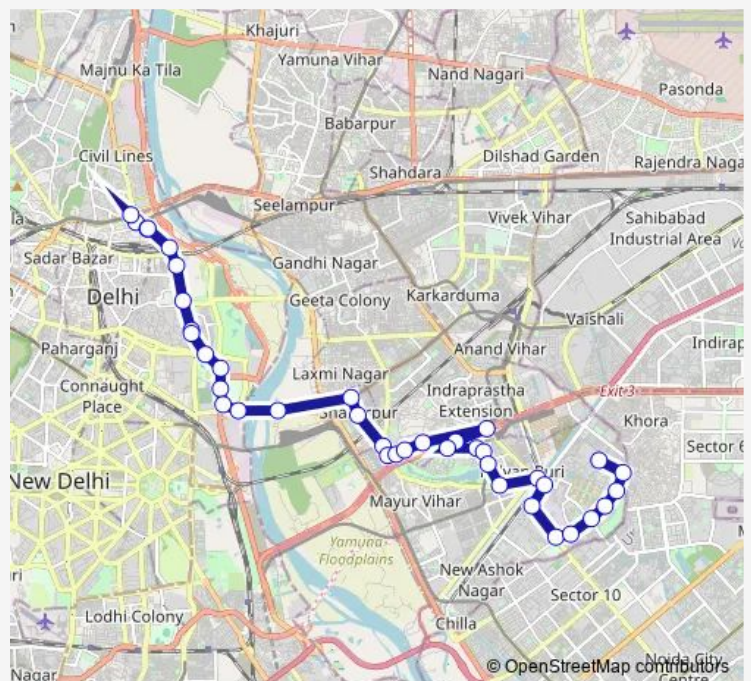 Khajuri
Majnu Ka Tila
Yamuna Vihar
Nand Nagari
Pasonda
Babarpur
Civil Lines
Dilshad Garden
Rajendra Naga
Shahdara
Seelampur
Vivek Vihar
Sahibabad
Industrial Area
Sadar Bazar
Gandhi Nagar
Delhi
Geeta Colony
Karkarduma
Vaishali
Paharganj
Anand Vihar
Indirap
Laxmi Nagar
Connaught
Place
Indraprastha
Extension
Exit 3
Khora
Sector 6
New Delhi
Mayur Vihar
Yamuna
Floodplains
New Ashok
Nagar
Sector 10
Lodhi Colony
Chilla
Nagar
Noida City
Centre
© OpenStreetMap contributors